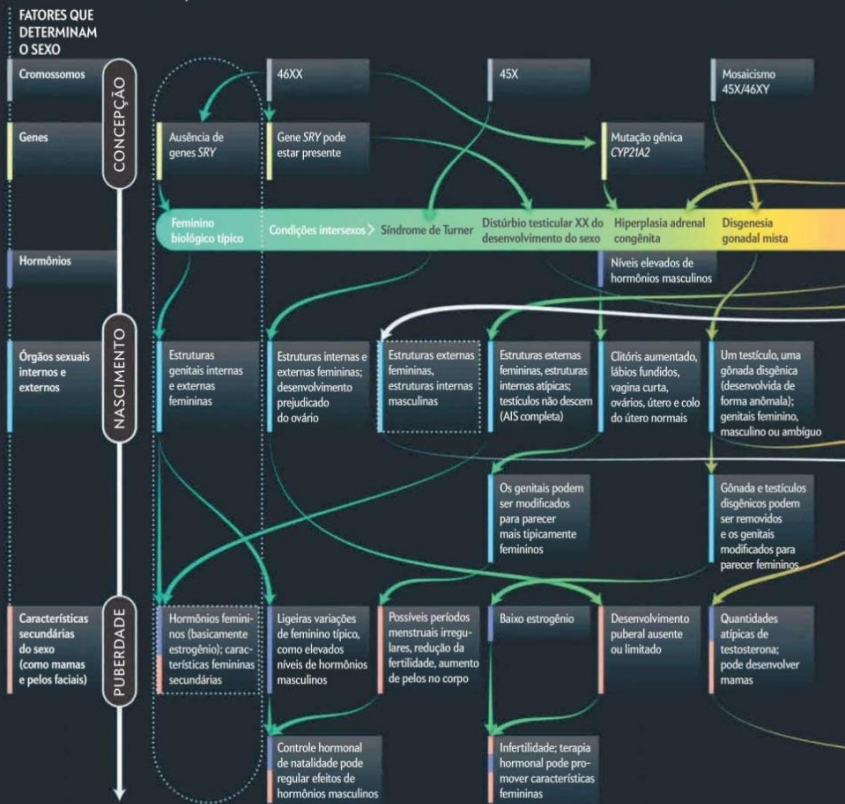 FATORES QUE
DETERMINAM
O SEXO
Cromossomos
CONCEPÇÃO
46XX
45X
Mosaicismo
45X/46XY
Genes
Ausência de
genes SRY
Gene SRY pode
estar presente
Mutação gênica
CYP21A2
Feminino
biológico típico
Condições intersexos >
Síndrome de Turner
Distúrbio testicular XX do
desenvolvimento do sexo
Hiperplasia adrenal
congênita
Disgenesia
gonadal mista
Hormônios
Níveis elevados de
hormônios masculinos
Órgãos sexuais
internos e
externos
NASCIMENTO
Estruturas
genitais internas
e externas
femininas
Estruturas internas e
externas femininas;
desenvolvimento
prejudicado
do ovário
Estruturas externas
femininas,
estruturas internas
masculinas
Estruturas externas
femininas, estruturas
internas atípicas;
testículos não descem
(AIS completa)
Clitóris aumentado,
lábios fundidos,
vagina curta,
ovários, útero e colo
do útero normais
Um testículo, uma
gônada disgênica
(desenvolvida de
forma anômala);
genitais feminino,
masculino ou ambíguo
Os genitais podem
ser modificados
para parecer
mais tipicamente
femininos
Gônada e testículos
disgênicos podem
ser removidos
e os genitais
modificados para
parecer femininos
Características
secundárias
do sexo
(como mamas
e pelos faciais)
PUBERDADE
Hormônios femini-
nos (basicamente
estrogênio); carac-
terísticas femininas
secundárias
Ligeiras variações
de feminino típico,
como elevados
níveis de hormônios
masculinos
Possíveis períodos
menstruais irregu-
lares, redução da
fertilidade, aumento
de pelos no corpo
Baixo estrogênio
Desenvolvimento
puberal ausente
ou limitado
Quantidades
atípicas de
testosterona;
pode desenvolver
mamas
Controle hormonal
de natalidade pode
regular efeitos de
hormônios masculinos
Infertilidade; terapia
hormonal pode pro-
mover características
femininas